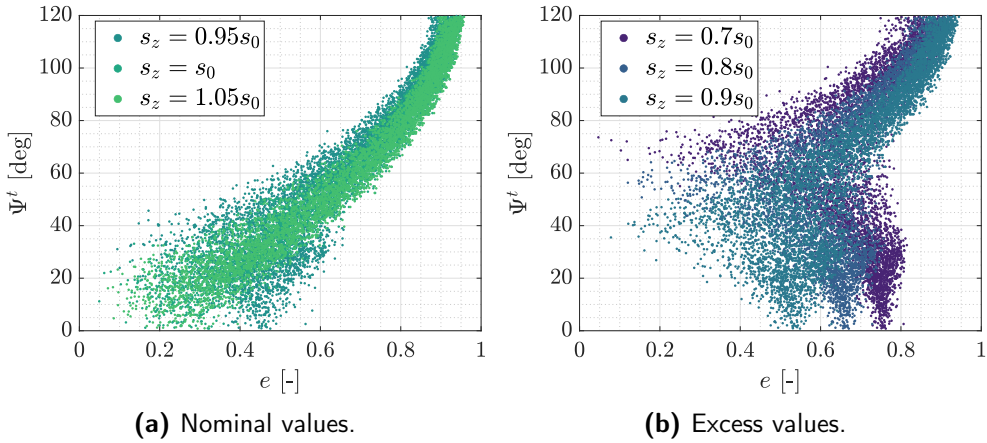 120
100
80
60
40
20
0
Ψᵗ [deg]
s_z = 0.95s_0
s_z = s_0
s_z = 1.05s_0
0 0.2 0.4 0.6 0.8 1
e [-]
(a) Nominal values.
120
100
80
60
40
20
0
Ψᵗ [deg]
s_z = 0.7s_0
s_z = 0.8s_0
s_z = 0.9s_0
0 0.2 0.4 0.6 0.8 1
e [-]
(b) Excess values.